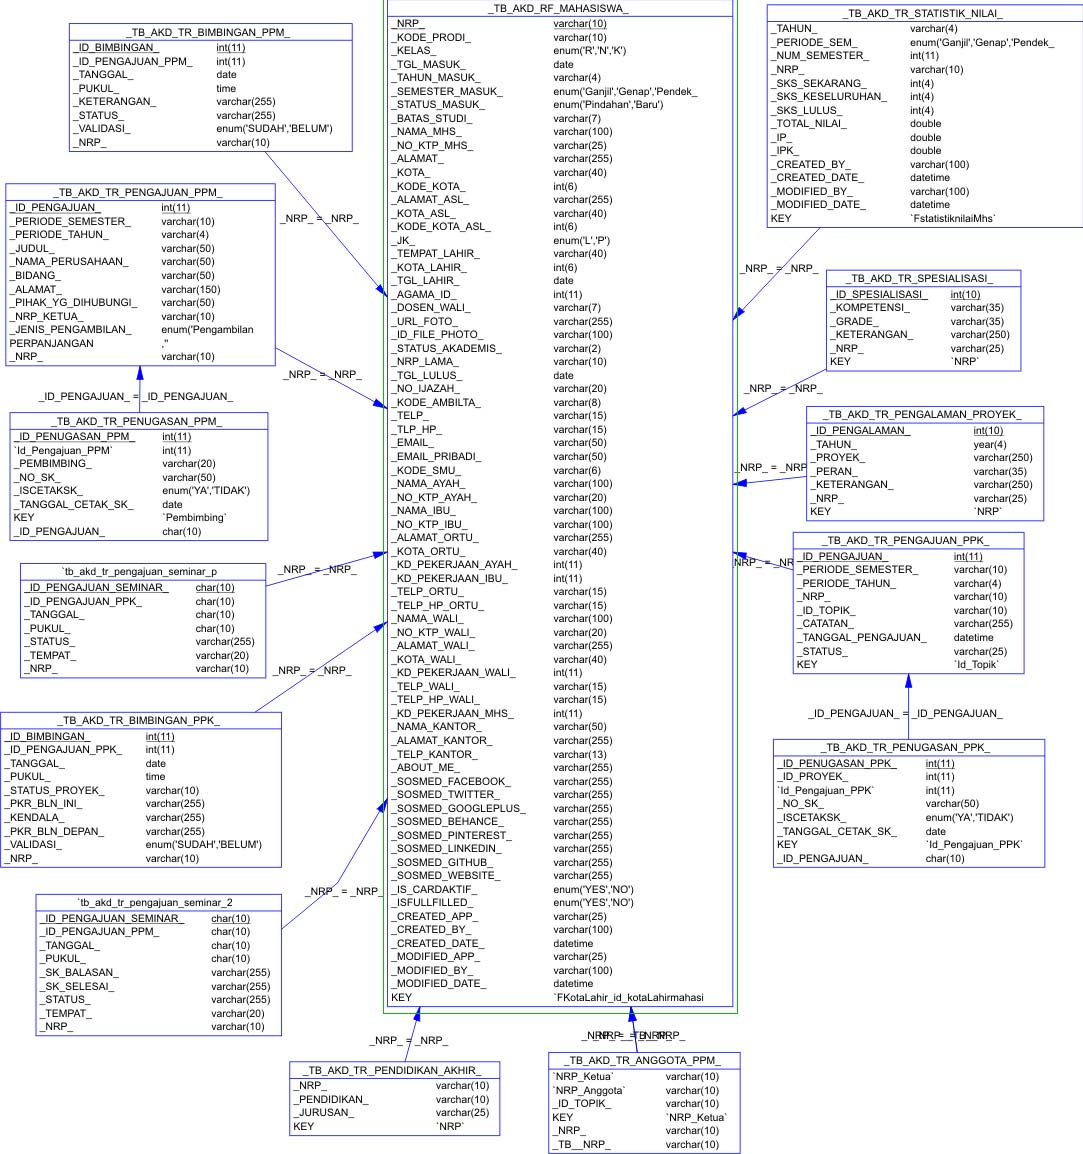 _TB_AKD_TR_BIMBINGAN_PPM_
_ID_BIMBINGAN_ int(11)
_ID_PENGAJUAN_PPM_ int(11)
_TANGGAL_ date
_PUKUL_ time
_KETERANGAN_ varchar(255)
_STATUS_ varchar(255)
_VALIDASI_ enum('SUDAH','BELUM')
_NRP_ varchar(10)
_NRP_ = _NRP_
_TB_AKD_TR_PENGAJUAN_PPM_
_ID_PENGAJUAN_ int(11)
_PERIODE_SEMESTER_ varchar(10)
_PERIODE_TAHUN_ varchar(4)
_JUDUL_ varchar(50)
_NAMA_PERUSAHAAN_ varchar(50)
_BIDANG_ varchar(50)
_ALAMAT_ varchar(150)
_PIHAK_YG_DIHUBUNGI_ varchar(50)
_NRP_KETUA_ varchar(10)
_JENIS_PENGAMBILAN_ enum('Pengambilan
PERPANJANGAN ,''
_NRP_ varchar(10)
_NRP_ = _NRP_
_ID_PENGAJUAN_ = _ID_PENGAJUAN_
_TB_AKD_TR_PENUGASAN_PPM_
_ID_PENUGASAN_PPM_ int(11)
`Id_Pengajuan_PPM` int(11)
_PEMBIMBING_ varchar(20)
_NO_SK_ varchar(50)
_ISCETAKSK_ enum('YA','TIDAK')
_TANGGAL_CETAK_SK_ date
KEY `Pembimbing`
_ID_PENGAJUAN_ char(10)
`tb_akd_tr_pengajuan_seminar_p
_ID_PENGAJUAN_SEMINAR_ char(10)
_ID_PENGAJUAN_PPK_ char(10)
_TANGGAL_ char(10)
_PUKUL_ char(10)
_STATUS_ varchar(255)
_TEMPAT_ varchar(20)
_NRP_ varchar(10)
_NRP_ = _NRP_
_NRP_ = _NRP_
_TB_AKD_TR_BIMBINGAN_PPK_
_ID_BIMBINGAN_ int(11)
_ID_PENGAJUAN_PPK_ int(11)
_TANGGAL_ date
_PUKUL_ time
_STATUS_PROYEK_ varchar(10)
_PKR_BLN_INI_ varchar(255)
_KENDALA_ varchar(255)
_PKR_BLN_DEPAN_ varchar(255)
_VALIDASI_ enum('SUDAH','BELUM')
_NRP_ varchar(10)
_NRP_ = _NRP_
`tb_akd_tr_pengajuan_seminar_2
_ID_PENGAJUAN_SEMINAR_ char(10)
_ID_PENGAJUAN_PPM_ char(10)
_TANGGAL_ char(10)
_PUKUL_ char(10)
_SK_BALASAN_ varchar(255)
_SK_SELESAI_ varchar(255)
_STATUS_ varchar(255)
_TEMPAT_ varchar(20)
_NRP_ varchar(10)
_TB_AKD_RF_MAHASISWA_
_NRP_ varchar(10)
_KODE_PRODI_ varchar(10)
_KELAS_ enum('R','N','K')
_TGL_MASUK_ date
_TAHUN_MASUK_ varchar(4)
_SEMESTER_MASUK_ enum('Ganjil','Genap','Pendek_
_STATUS_MASUK_ enum('Pindahan','Baru')
_BATAS_STUDI_ varchar(7)
_NAMA_MHS_ varchar(100)
_NO_KTP_MHS_ varchar(25)
_ALAMAT_ varchar(255)
_KOTA_ varchar(40)
_KODE_KOTA_ int(6)
_ALAMAT_ASL_ varchar(255)
_KOTA_ASL_ varchar(40)
_KODE_KOTA_ASL_ int(6)
_JK_ enum('L','P')
_TEMPAT_LAHIR_ varchar(40)
_KOTA_LAHIR_ int(6)
_TGL_LAHIR_ date
_AGAMA_ID_ int(11)
_DOSEN_WALI_ varchar(7)
_URL_FOTO_ varchar(255)
_ID_FILE_PHOTO_ varchar(100)
_STATUS_AKADEMIS_ varchar(2)
_NRP_LAMA_ varchar(10)
_TGL_LULUS_ date
_NO_IJAZAH_ varchar(20)
_KODE_AMBILTA_ varchar(8)
_TELP_ varchar(15)
_TLP_HP_ varchar(15)
_EMAIL_ varchar(50)
_EMAIL_PRIBADI_ varchar(50)
_KODE_SMU_ varchar(6)
_NAMA_AYAH_ varchar(100)
_NO_KTP_AYAH_ varchar(20)
_NAMA_IBU_ varchar(100)
_NO_KTP_IBU_ varchar(100)
_ALAMAT_ORTU_ varchar(255)
_KOTA_ORTU_ varchar(40)
_KD_PEKERJAAN_AYAH_ int(11)
_KD_PEKERJAAN_IBU_ int(11)
_TELP_ORTU_ varchar(15)
_TELP_HP_ORTU_ varchar(15)
_NAMA_WALI_ varchar(100)
_NO_KTP_WALI_ varchar(20)
_ALAMAT_WALI_ varchar(255)
_KOTA_WALI_ varchar(40)
_KD_PEKERJAAN_WALI_ int(11)
_TELP_WALI_ varchar(15)
_TELP_HP_WALI_ varchar(15)
_KD_PEKERJAAN_MHS_ int(11)
_NAMA_KANTOR_ varchar(50)
_ALAMAT_KANTOR_ varchar(255)
_TELP_KANTOR_ varchar(13)
_ABOUT_ME_ varchar(255)
_SOSMED_FACEBOOK_ varchar(255)
_SOSMED_TWITTER_ varchar(255)
_SOSMED_GOOGLEPLUS_ varchar(255)
_SOSMED_BEHANCE_ varchar(255)
_SOSMED_PINTEREST_ varchar(255)
_SOSMED_LINKEDIN_ varchar(255)
_SOSMED_GITHUB_ varchar(255)
_SOSMED_WEBSITE_ varchar(255)
_IS_CARDAKTIF_ enum('YES','NO')
_ISFULLFILLED_ enum('YES','NO')
_CREATED_APP_ varchar(25)
_CREATED_BY_ varchar(100)
_CREATED_DATE_ datetime
_MODIFIED_APP_ varchar(25)
_MODIFIED_BY_ varchar(100)
_MODIFIED_DATE_ datetime
KEY `FKotaLahir_id_kotaLahirmahasi
_NRP_ = _NRP_
_TB_AKD_TR_PENDIDIKAN_AKHIR_
_NRP_ varchar(10)
_PENDIDIKAN_ varchar(10)
_JURUSAN_ varchar(25)
KEY `NRP`
_TB_AKD_TR_ANGGOTA_PPM_
`NRP_Ketua` varchar(10)
`NRP_Anggota` varchar(10)
_ID_TOPIK_ varchar(10)
KEY `NRP_Ketua`
_NRP_ varchar(10)
_TB__NRP_ varchar(10)
_TB_AKD_TR_STATISTIK_NILAI_
_TAHUN_ varchar(4)
_PERIODE_SEM_ enum('Ganjil','Genap','Pendek_
_NUM_SEMESTER_ int(11)
_NRP_ varchar(10)
_SKS_SEKARANG_ int(4)
_SKS_KESELURUHAN_ int(4)
_SKS_LULUS_ int(4)
_TOTAL_NILAI_ double
_IP_ double
_IPK_ double
_CREATED_BY_ varchar(100)
_CREATED_DATE_ datetime
_MODIFIED_BY_ varchar(100)
_MODIFIED_DATE_ datetime
KEY `FstatistiknilaiMhs`
_NRP_ = _NRP_
_TB_AKD_TR_SPESIALISASI_
_ID_SPESIALISASI_ int(10)
_KOMPETENSI_ varchar(35)
_GRADE_ varchar(35)
_KETERANGAN_ varchar(250)
_NRP_ varchar(25)
KEY `NRP`
_NRP_ = _NRP_
_TB_AKD_TR_PENGALAMAN_PROYEK_
_ID_PENGALAMAN_ int(10)
_TAHUN_ year(4)
_PROYEK_ varchar(250)
_PERAN_ varchar(35)
_KETERANGAN_ varchar(250)
_NRP_ varchar(25)
KEY `NRP`
_NRP_ = _NRP
_TB_AKD_TR_PENGAJUAN_PPK_
_ID_PENGAJUAN_ int(11)
_PERIODE_SEMESTER_ varchar(10)
_PERIODE_TAHUN_ varchar(4)
_NRP_ varchar(10)
_ID_TOPIK_ varchar(10)
_CATATAN_ varchar(255)
_TANGGAL_PENGAJUAN_ datetime
_STATUS_ varchar(25)
KEY `Id_Topik`
_ID_PENGAJUAN_ = _ID_PENGAJUAN_
_TB_AKD_TR_PENUGASAN_PPK_
_ID_PENUGASAN_PPK_ int(11)
_ID_PROYEK_ int(11)
`Id_Pengajuan_PPK` int(11)
_NO_SK_ varchar(50)
_ISCETAKSK_ enum('YA','TIDAK')
_TANGGAL_CETAK_SK_ date
KEY `Id_Pengajuan_PPK`
_ID_PENGAJUAN_ char(10)